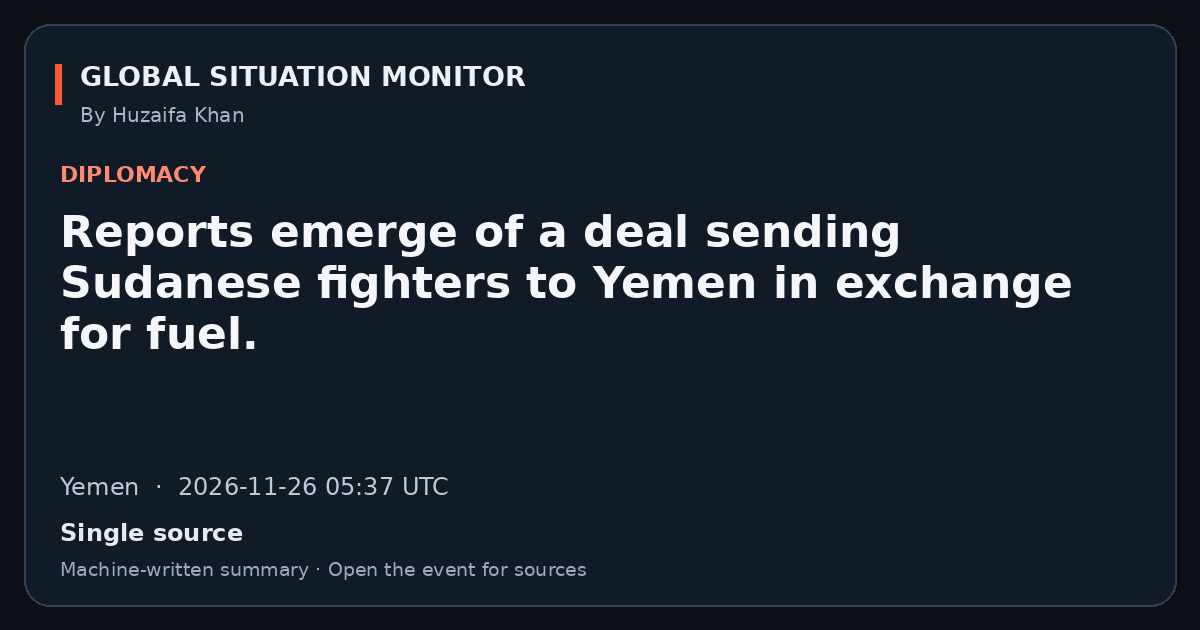 GLOBAL SITUATION MONITOR
By Huzaifa Khan
DIPLOMACY
Reports emerge of a deal sending
Sudanese fighters to Yemen in exchange
for fuel.
Yemen · 2026-11-26 05:37 UTC
Single source
Machine-written summary · Open the event for sources